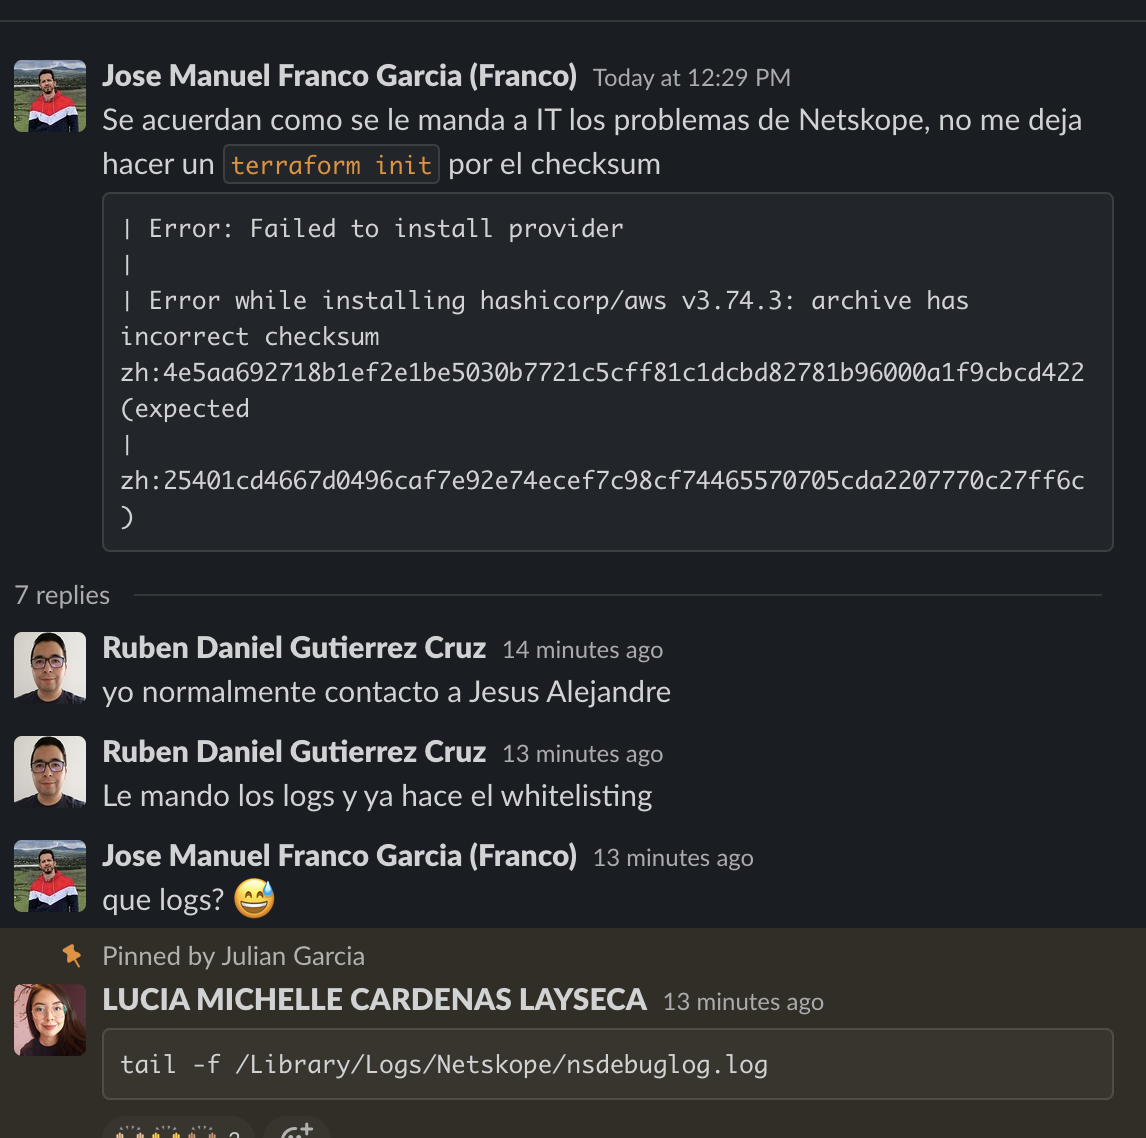 Jose Manuel Franco Garcia (Franco) Today at 12:29 PM
Se acuerdan como se le manda a IT los problemas de Netskope, no me deja
hacer un terraform init por el checksum
| Error: Failed to install provider
|
| Error while installing hashicorp/aws v3.74.3: archive has
incorrect checksum
zh:4e5aa692718b1ef2e1be5030b7721c5cff81c1dcbd82781b96000a1f9cbcd422
(expected
|
zh:25401cd4667d0496caf7e92e74ecef7c98cf74465570705cda2207770c27ff6c
)
7 replies
Ruben Daniel Gutierrez Cruz 14 minutes ago
yo normalmente contacto a Jesus Alejandre
Ruben Daniel Gutierrez Cruz 13 minutes ago
Le mando los logs y ya hace el whitelisting
Jose Manuel Franco Garcia (Franco) 13 minutes ago
que logs? 😅
Pinned by Julian Garcia
LUCIA MICHELLE CARDENAS LAYSECA 13 minutes ago
tail -f /Library/Logs/Netskope/nsdebuglog.log